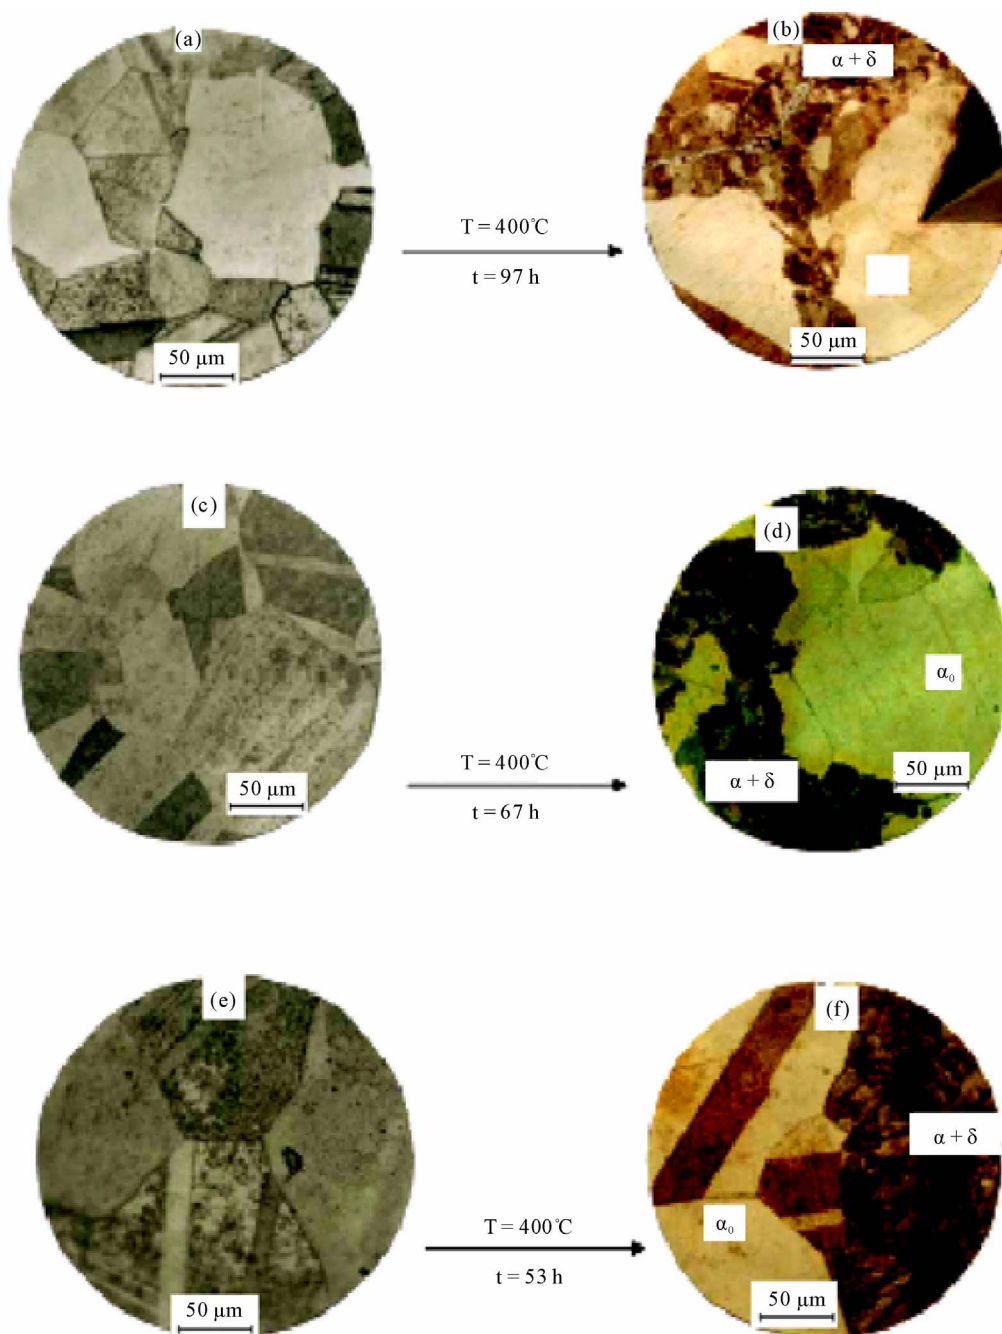 (a)
(b)
α + δ
T = 400℃
t = 97 h
50 μm
50 μm
(c)
(d)
α₀
T = 400℃
t = 67 h
50 μm
α + δ
50 μm
(e)
(f)
α + δ
α₀
T = 400℃
t = 53 h
50 μm
50 μm